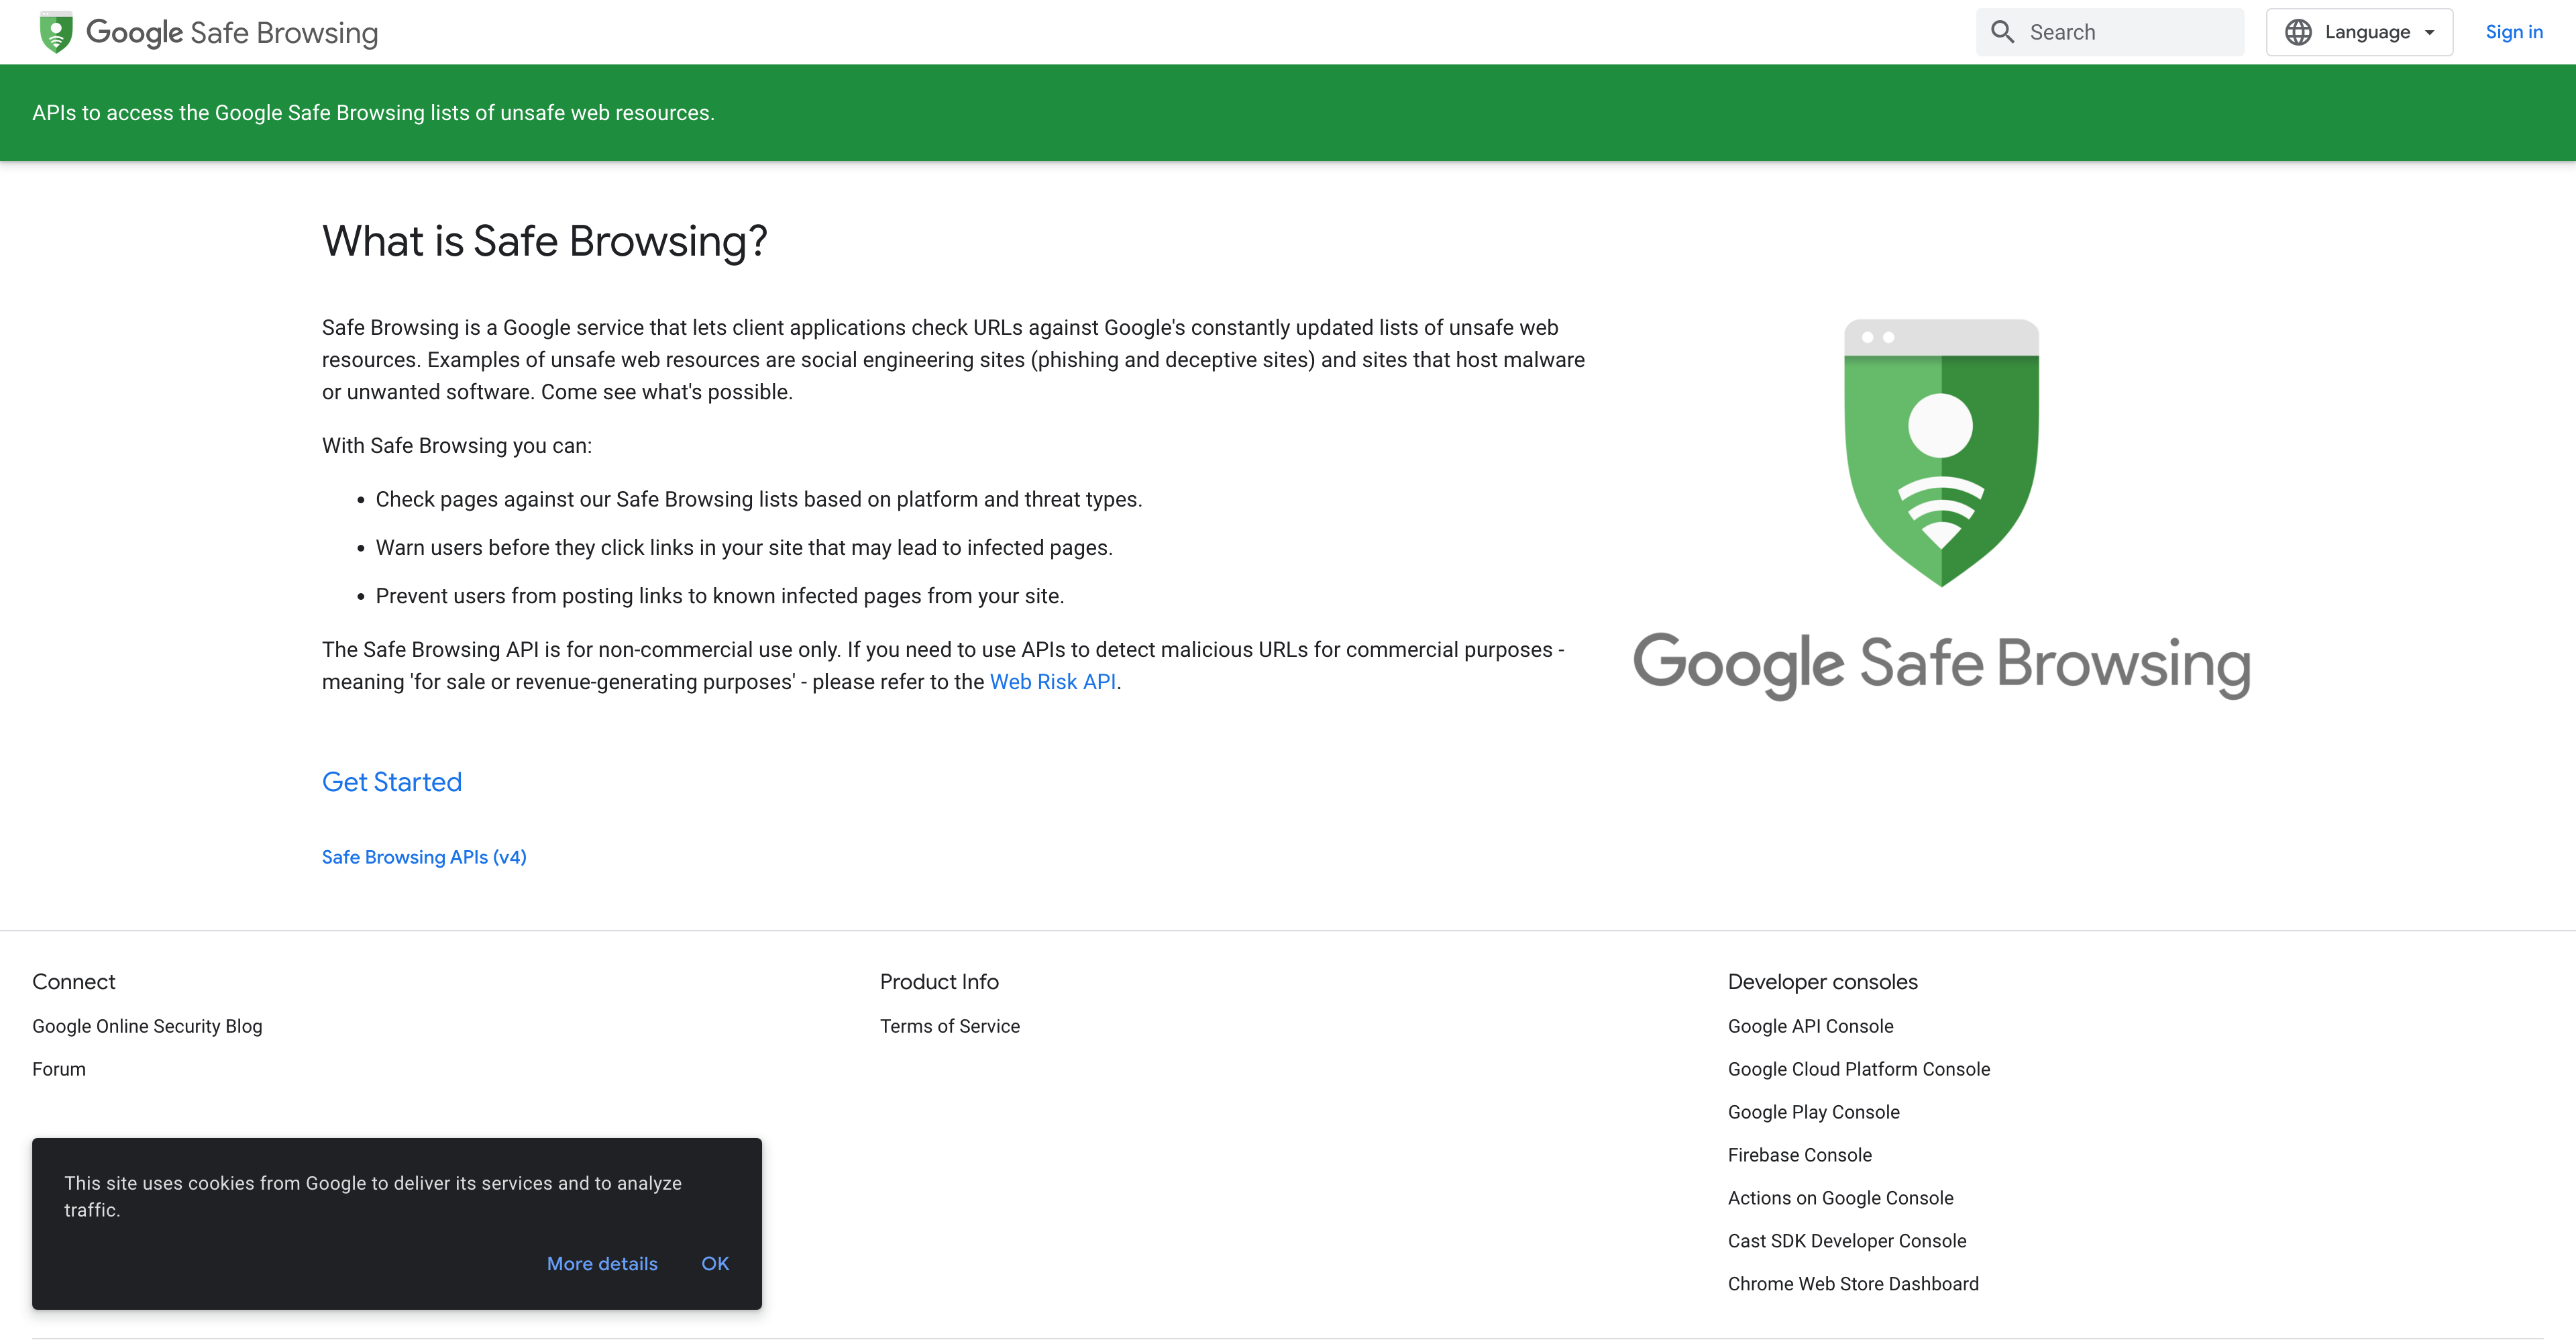 Google Safe Browsing
Search
Language
Sign in
APIs to access the Google Safe Browsing lists of unsafe web resources.
What is Safe Browsing?
Safe Browsing is a Google service that lets client applications check URLs against Google's constantly updated lists of unsafe web
resources. Examples of unsafe web resources are social engineering sites (phishing and deceptive sites) and sites that host malware
or unwanted software. Come see what's possible.
With Safe Browsing you can:
• Check pages against our Safe Browsing lists based on platform and threat types.
• Warn users before they click links in your site that may lead to infected pages.
• Prevent users from posting links to known infected pages from your site.
The Safe Browsing API is for non-commercial use only. If you need to use APIs to detect malicious URLs for commercial purposes -
meaning 'for sale or revenue-generating purposes' - please refer to the Web Risk API.
Google Safe Browsing
Get Started
Safe Browsing APIs (v4)
Connect
Google Online Security Blog
Forum
Product Info
Terms of Service
Developer consoles
Google API Console
Google Cloud Platform Console
Google Play Console
Firebase Console
Actions on Google Console
Cast SDK Developer Console
Chrome Web Store Dashboard
This site uses cookies from Google to deliver its services and to analyze
traffic.
More details
OK